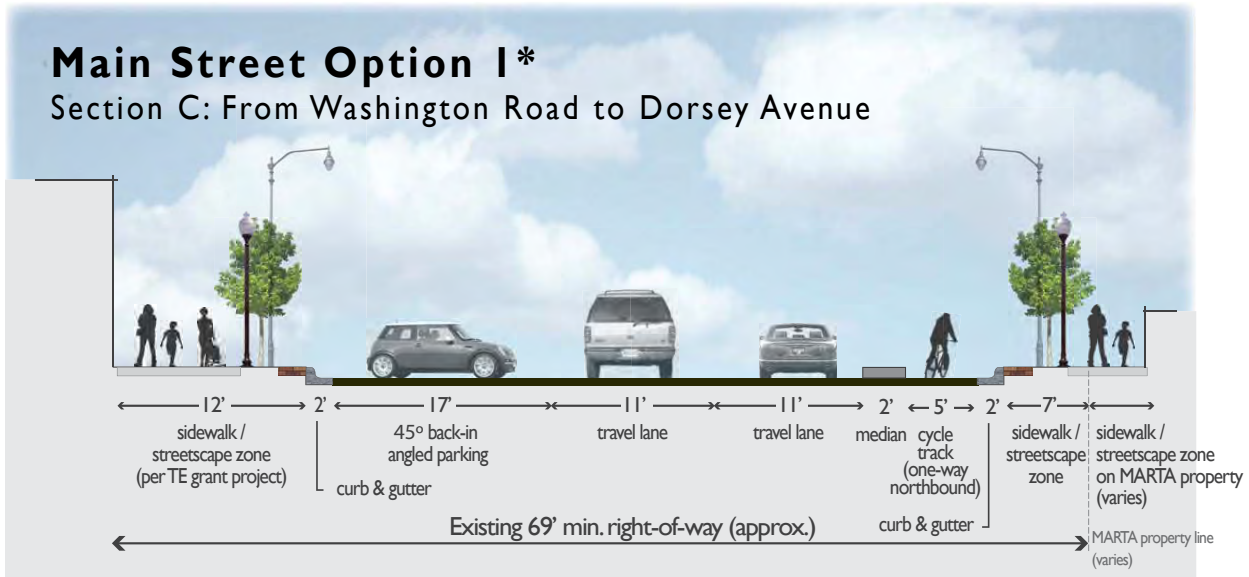 Main Street Option 1*
Section C: From Washington Road to Dorsey Avenue
12’
2’
17’
11’
11’
2’
5’
2’
7’
sidewalk /
streetscape zone
(per TE grant project)
curb & gutter
45º back-in
angled parking
travel lane
travel lane
median
cycle
track
(one-way
northbound)
curb & gutter
sidewalk /
streetscape
zone
sidewalk /
streetscape zone
on MARTA property
(varies)
Existing 69’ min. right-of-way (approx.)
MARTA property line
(varies)